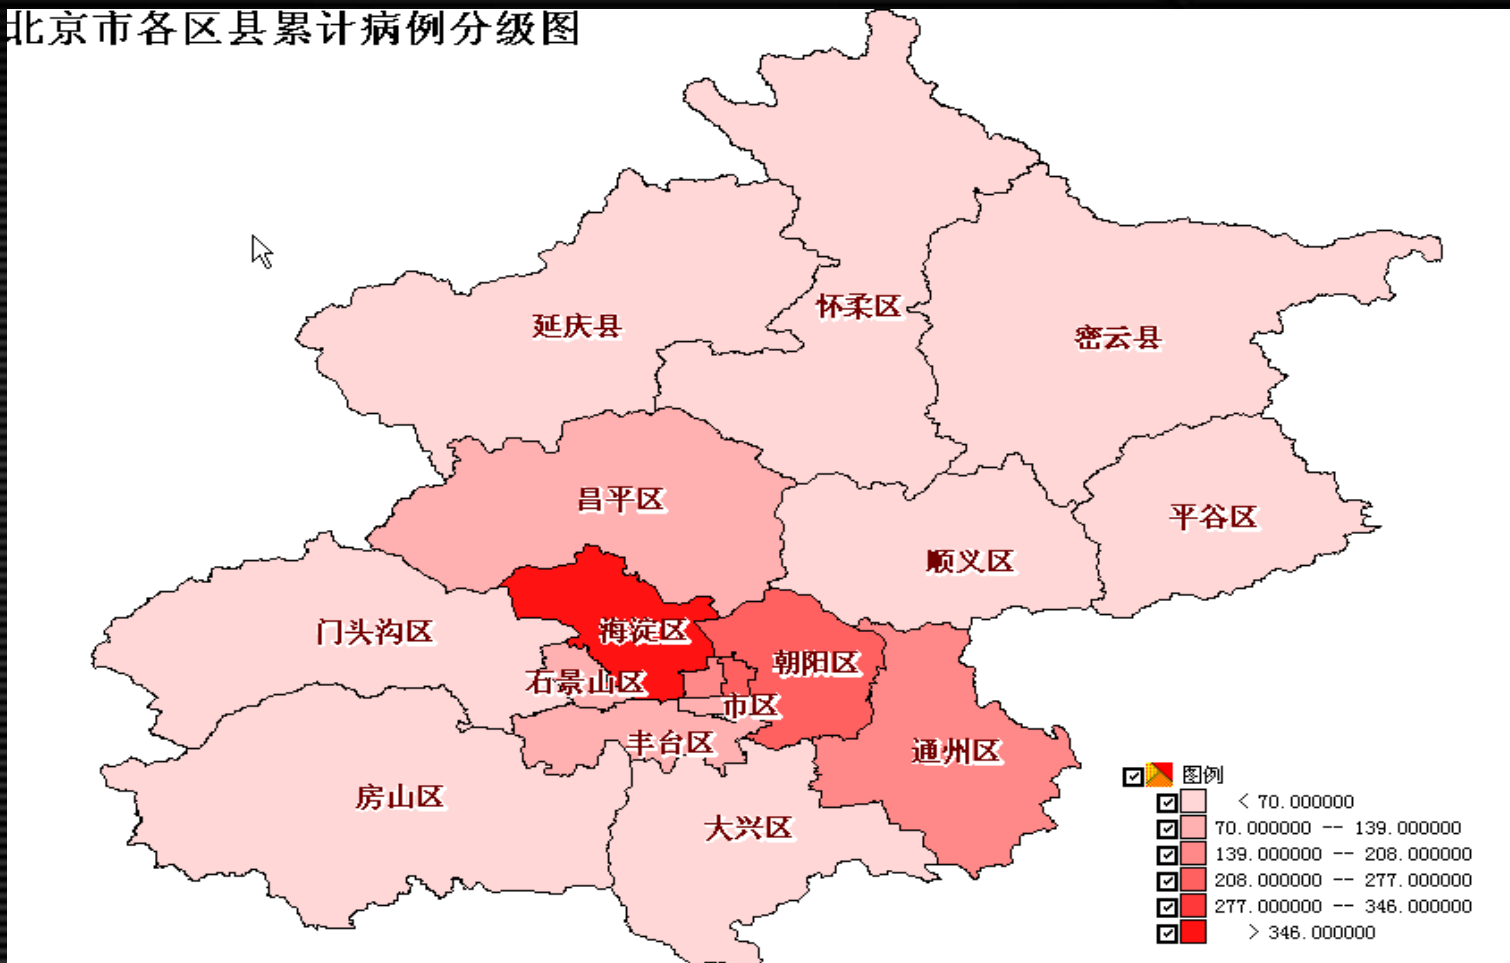 北京市各区县累计病例分级图
怀柔区
延庆县
密云县
昌平区
平谷区
顺义区
门头沟区
海淀区
朝阳区
石景山区
市区
丰台区
通州区
房山区
大兴区
图例
< 70.000000
70.000000 -- 139.000000
139.000000 -- 208.000000
208.000000 -- 277.000000
277.000000 -- 346.000000
> 346.000000